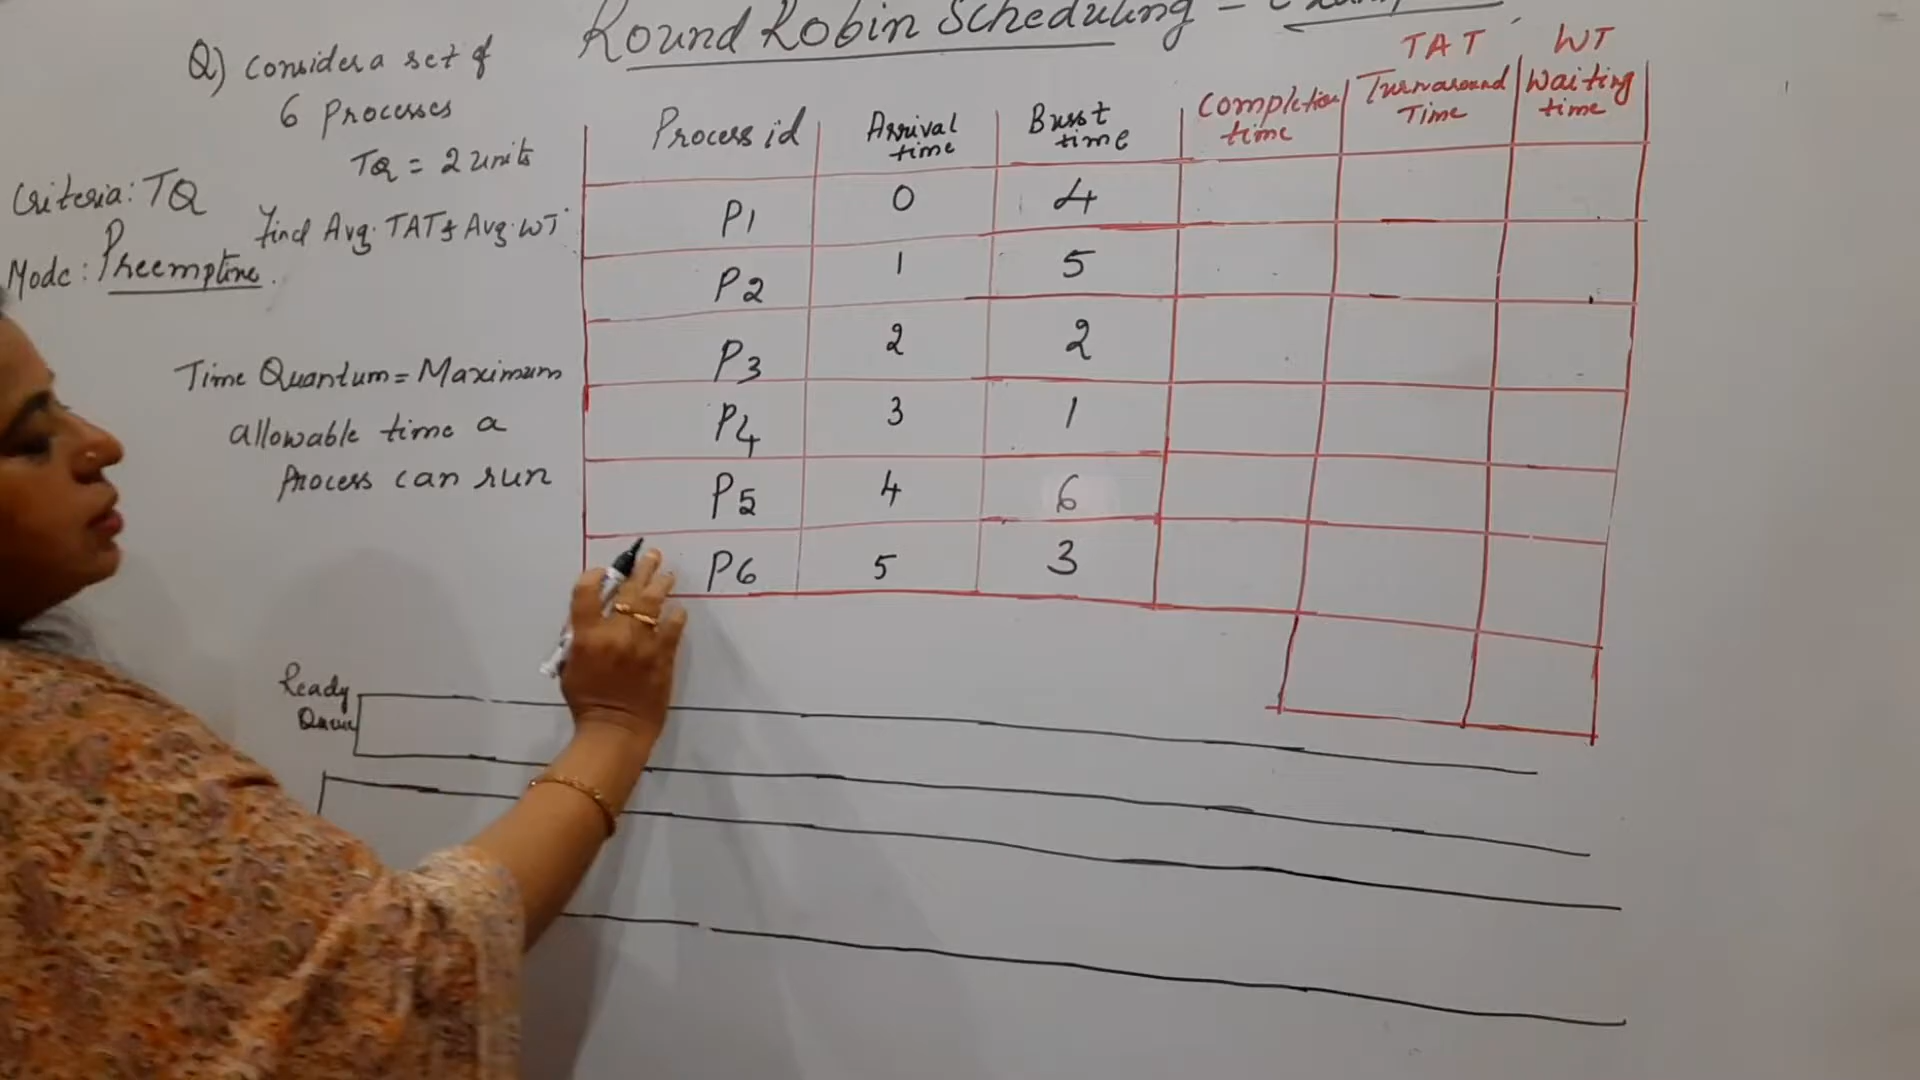 Round Robin Scheduling -
Q) Consider a set of
6 Processes
TQ = 2 units
Criteria: TQ
find Avg. TAT & Avg. WT
Mode: Preemptive.
Time Quantum = Maximum
allowable time a
Process can run
TAT WT
Process id Arrival time Burst time Completion time Turnaround Time Waiting time
P1 0 4
P2 1 5
P3 2 2
P4 3 1
P5 4 6
P6 5 3
Ready
Queue